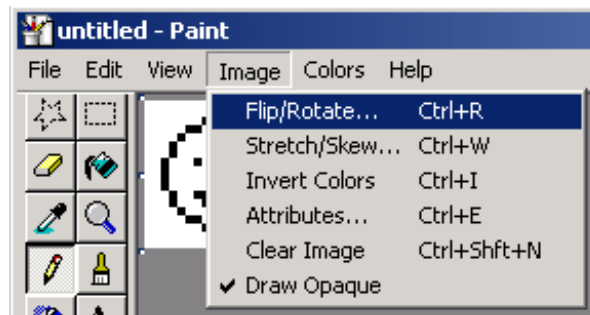 untitled - Paint
File Edit View Image Colors Help
Flip/Rotate... Ctrl+R
Stretch/Skew... Ctrl+W
Invert Colors Ctrl+I
Attributes... Ctrl+E
Clear Image Ctrl+Shft+N
Draw Opaque